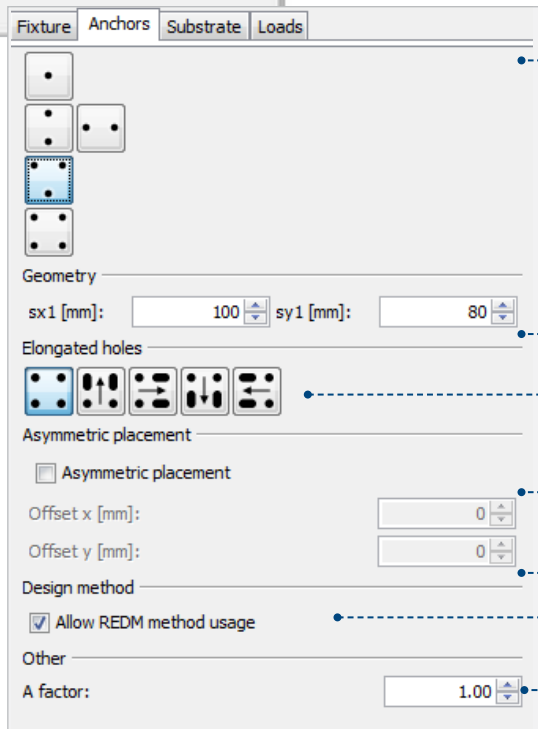 Fixture Anchors Substrate Loads
Geometry
sx1 [mm]: 100 sy1 [mm]: 80
Elongated holes
Asymmetric placement
Asymmetric placement
Offset x [mm]: 0
Offset y [mm]: 0
Design method
Allow REDM method usage
Other
A factor: 1.00